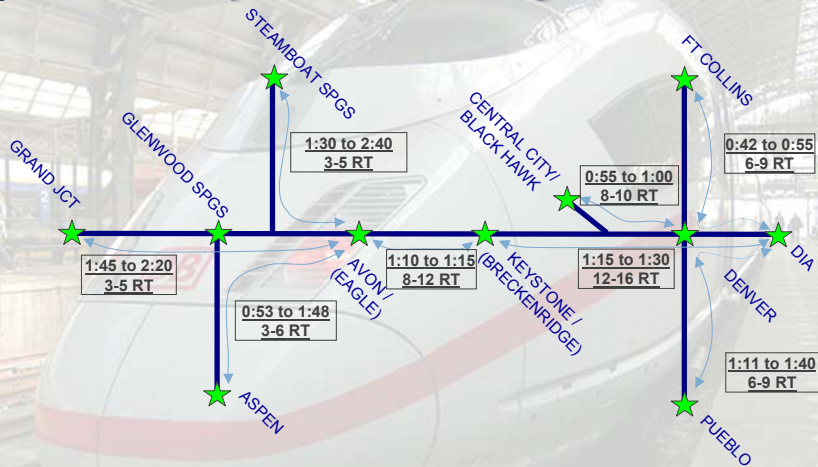 STEAMBOAT SPGS
FT COLLINS
CENTRAL CITY/
BLACK HAWK
GLENWOOD SPGS
GRAND JCT
1:30 to 2:40
3-5 RT
0:42 to 0:55
6-9 RT
0:55 to 1:00
8-10 RT
1:45 to 2:20
3-5 RT
AVON /
(EAGLE)
1:10 to 1:15
8-12 RT
KEYSTONE /
(BRECKENRIDGE)
1:15 to 1:30
12-16 RT
DENVER
DIA
0:53 to 1:48
3-6 RT
1:11 to 1:40
6-9 RT
ASPEN
PUEBLO